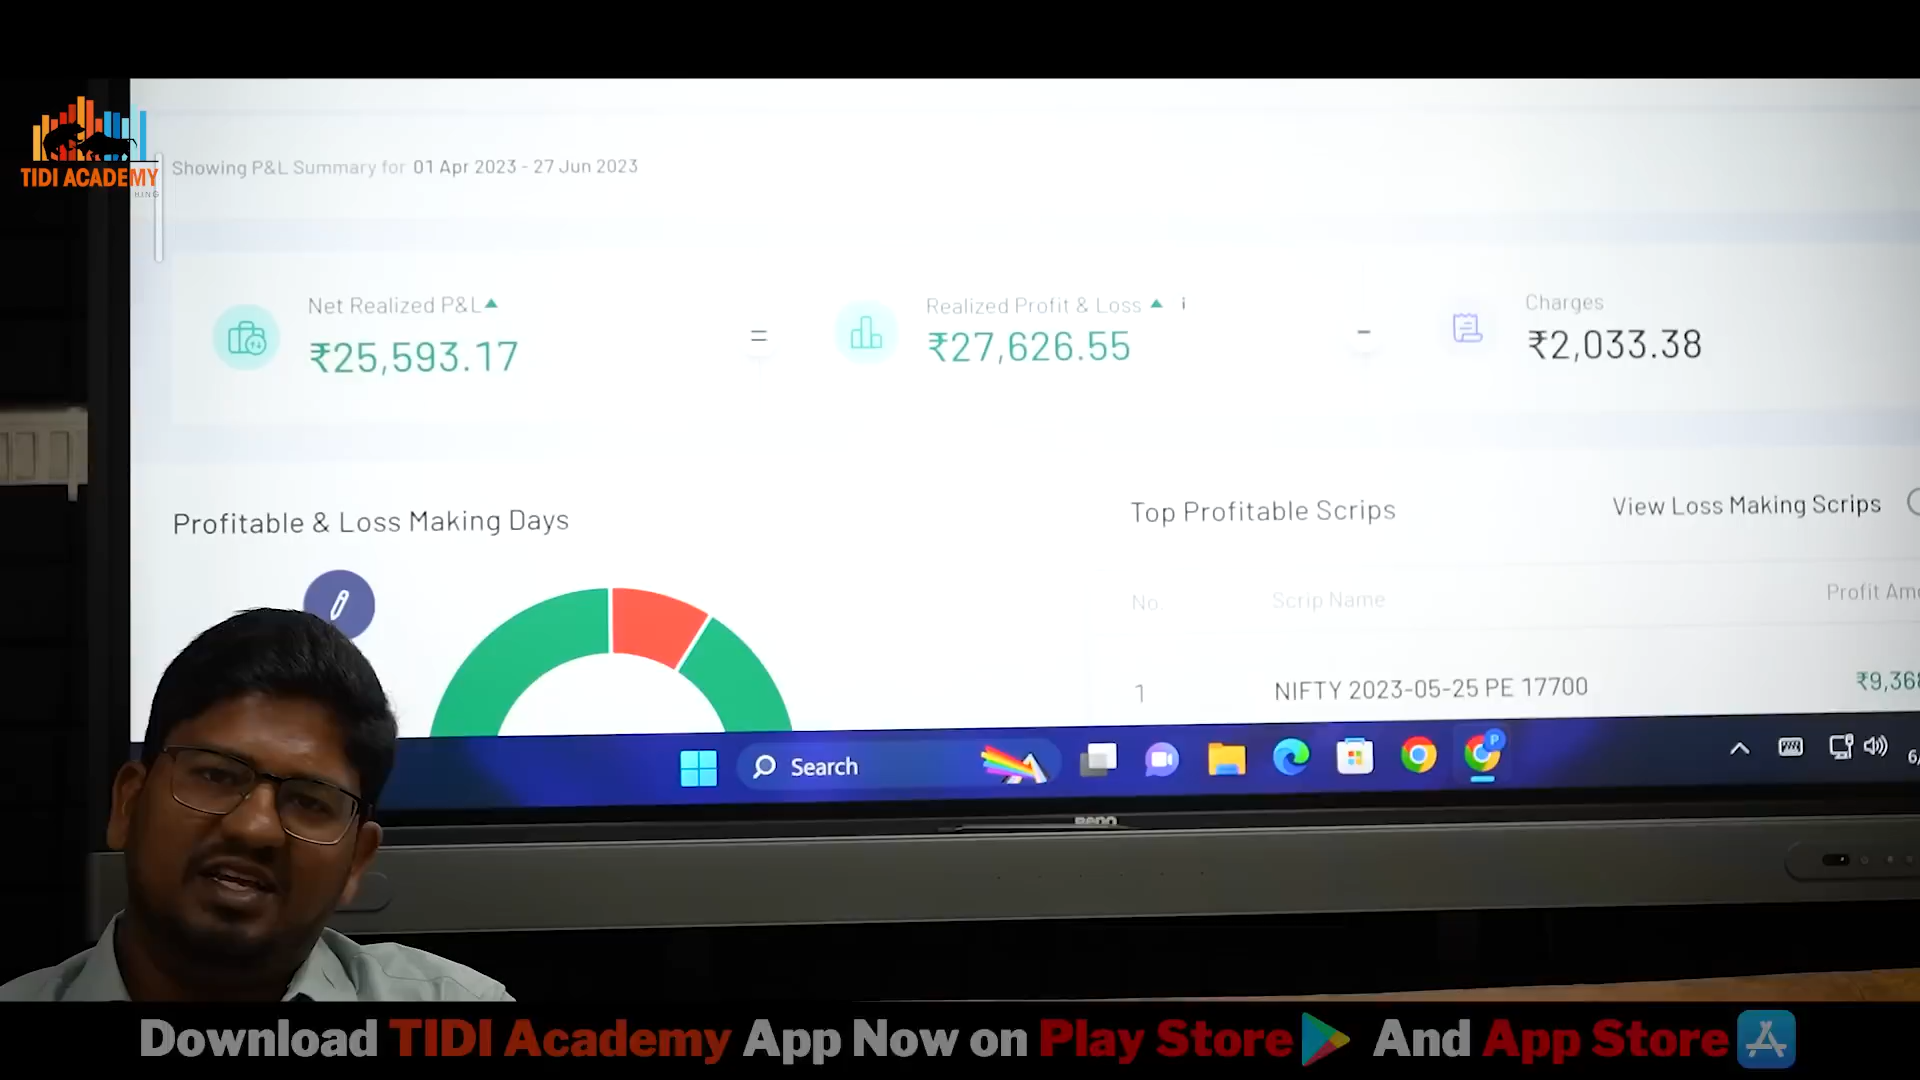 TIDI ACADEMY
Showing P&L Summary for 01 Apr 2023 - 27 Jun 2023
Net Realized P&L
₹25,593.17
=
Realized Profit & Loss i
₹27,626.55
-
Charges
₹2,033.38
Profitable & Loss Making Days
Top Profitable Scrips
View Loss Making Scrips
No.
Scrip Name
Profit
1
NIFTY 2023-05-25 PE 17700
Search
P
BenQ
Download TIDI Academy App Now on Play Store And App Store